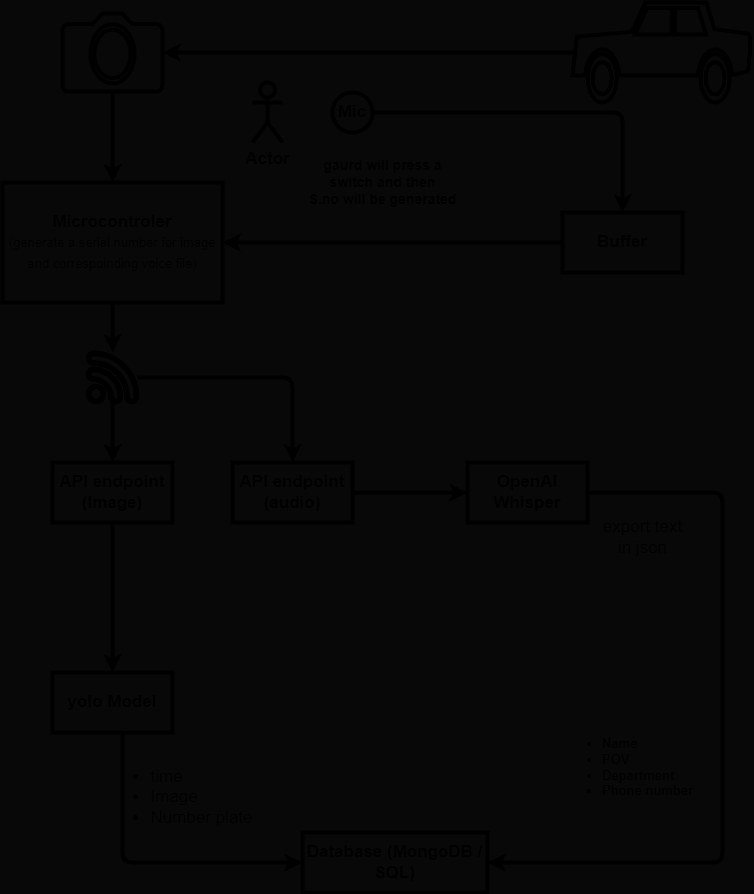 Mic
Actor
gaurd will press a
switch and then
S.no will be generated
Microcontroler
(generate a serial number for image
and correspoinding voice file)
Buffer
API endpoint
(Image)
API endpoint
(audio)
OpenAI
Whisper
export text
in json
yolo Model
• time
• Image
• Number plate
• Name
• POV
• Department
• Phone number
Database (MongoDB /
SQL)